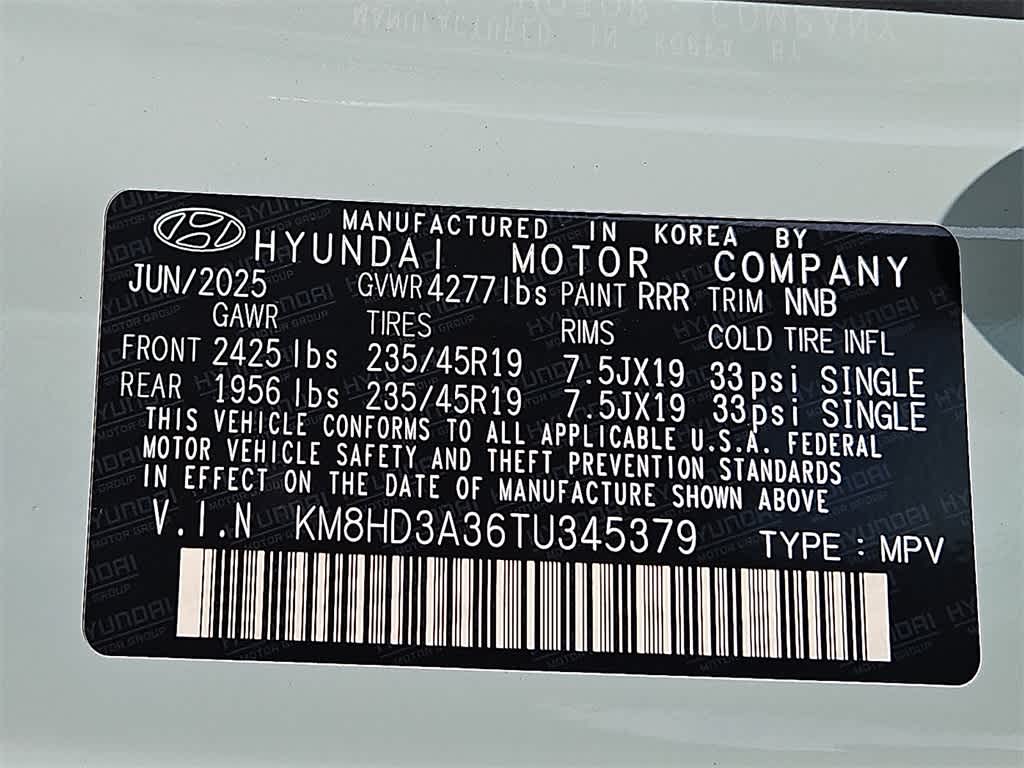 MANUFACTURED IN KOREA BY
HYUNDAI MOTOR COMPANY
JUN/2025 GVWR 4277 lbs PAINT RRR TRIM NNB
GAWR TIRES RIMS COLD TIRE INFL
FRONT 2425 lbs 235/45R19 7.5JX19 33psi SINGLE
REAR 1956 lbs 235/45R19 7.5JX19 33psi SINGLE
THIS VEHICLE CONFORMS TO ALL APPLICABLE U.S.A. FEDERAL
MOTOR VEHICLE SAFETY AND THEFT PREVENTION STANDARDS
IN EFFECT ON THE DATE OF MANUFACTURE SHOWN ABOVE
V.I.N KM8HD3A36TU345379 TYPE : MPV